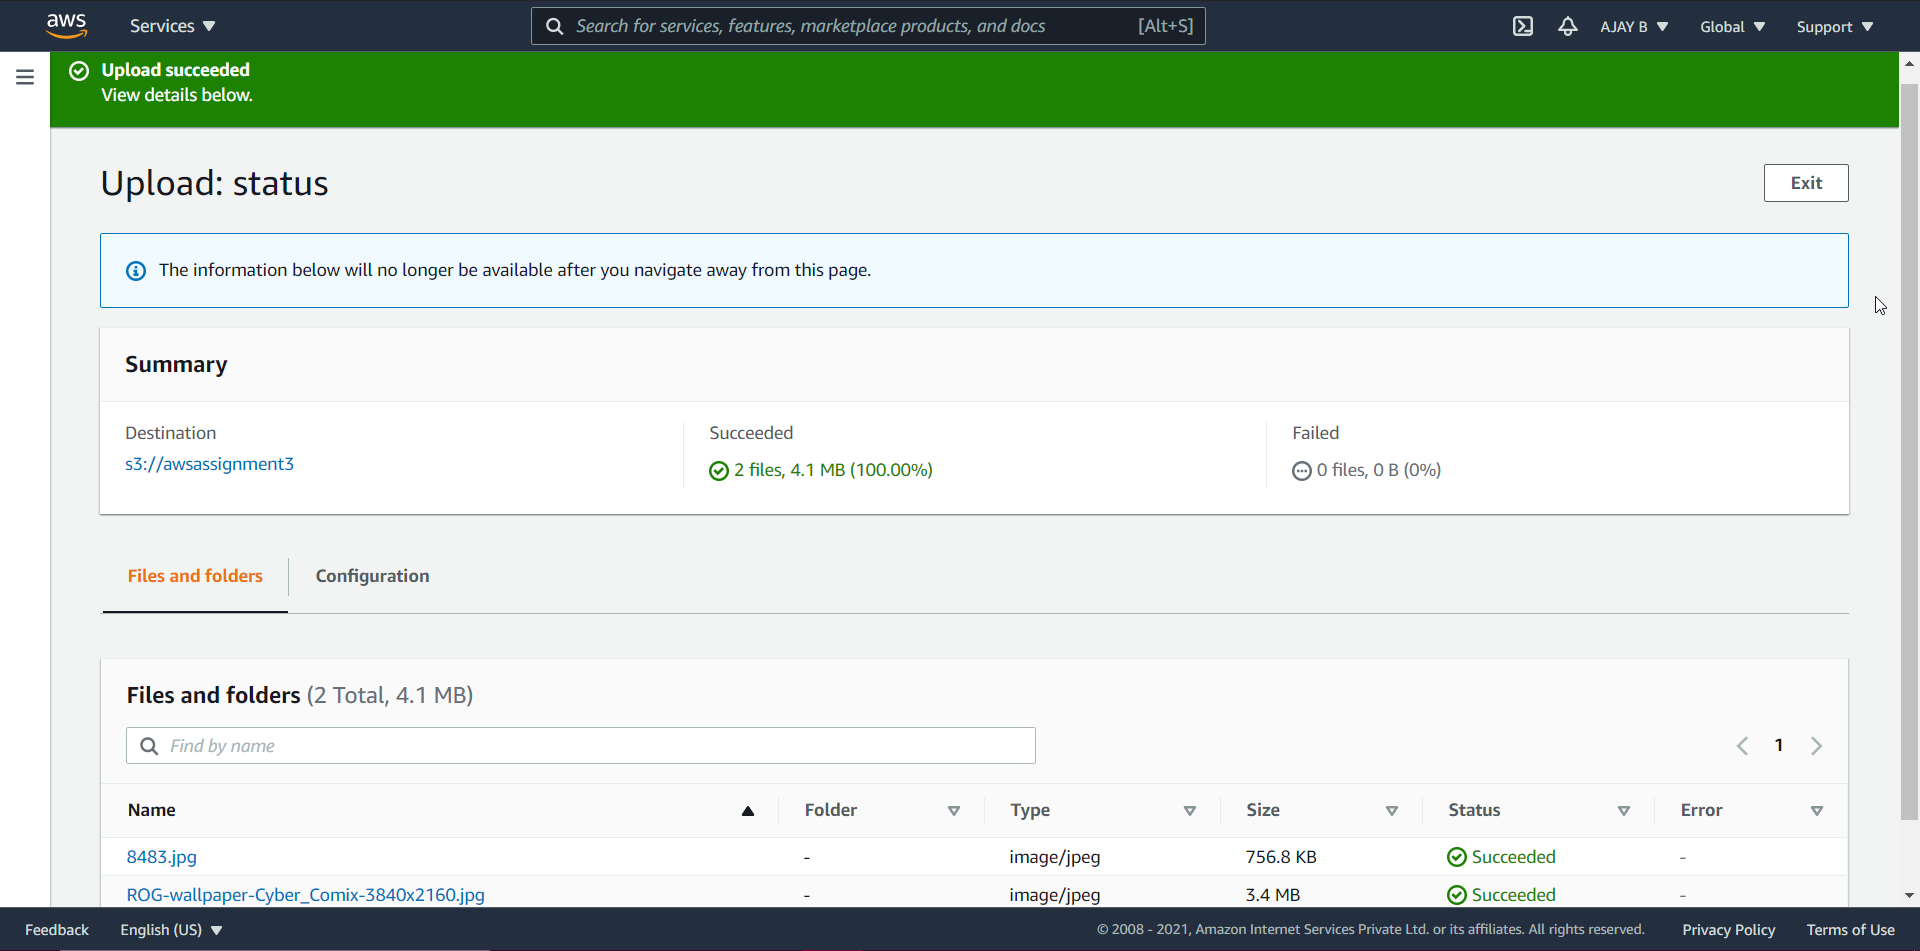 aws Services Search for services, features, marketplace products, and docs [Alt+S] AJAY B Global Support
Upload succeeded
View details below.
Upload: status Exit
The information below will no longer be available after you navigate away from this page.
Summary
Destination Succeeded Failed
s3://awsassignment3 2 files, 4.1 MB (100.00%) 0 files, 0 B (0%)
Files and folders Configuration
Files and folders (2 Total, 4.1 MB)
Find by name 1
Name Folder Type Size Status Error
8483.jpg - image/jpeg 756.8 KB Succeeded -
ROG-wallpaper-Cyber_Comix-3840x2160.jpg - image/jpeg 3.4 MB Succeeded -
Feedback English (US) © 2008 - 2021, Amazon Internet Services Private Ltd. or its affiliates. All rights reserved. Privacy Policy Terms of Use